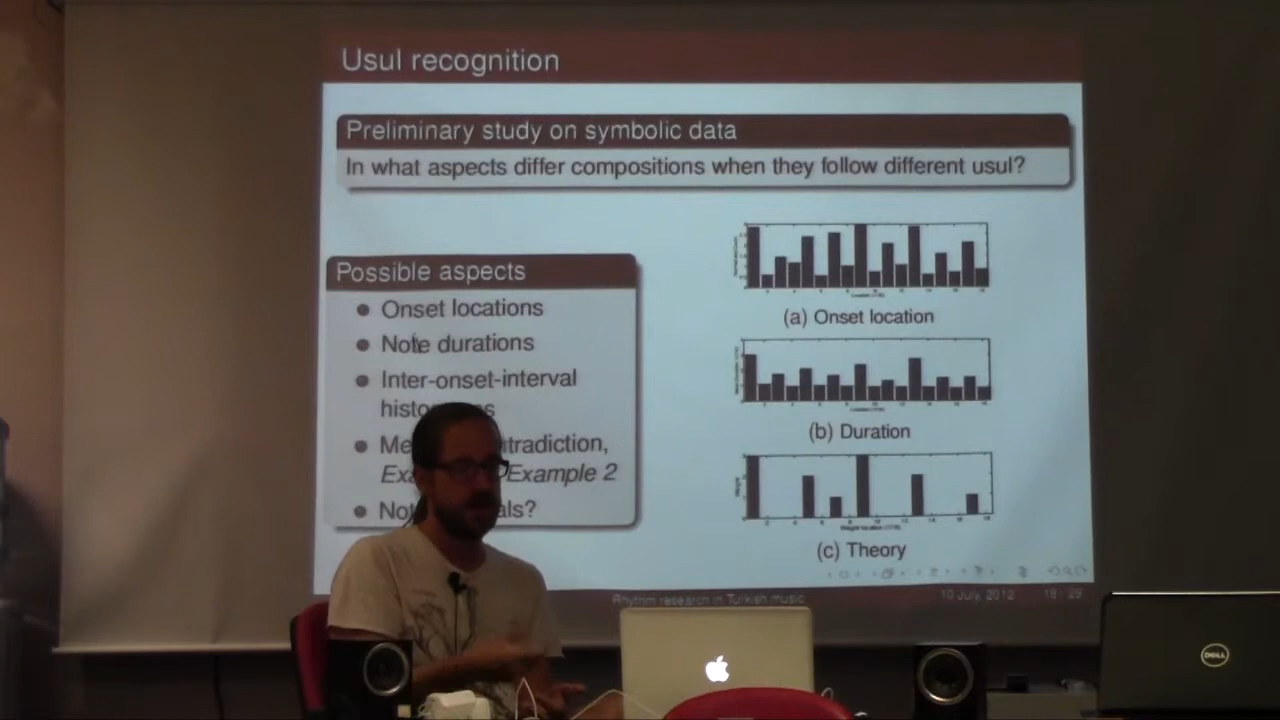 Usul recognition
Preliminary study on symbolic data
In what aspects differ compositions when they follow different usul?
Possible aspects
Onset locations
Note durations
Inter-onset-interval
Example 2
(a) Onset location
(b) Duration
(c) Theory
Rhythm research in Turkish music
10 July, 2012
DELL